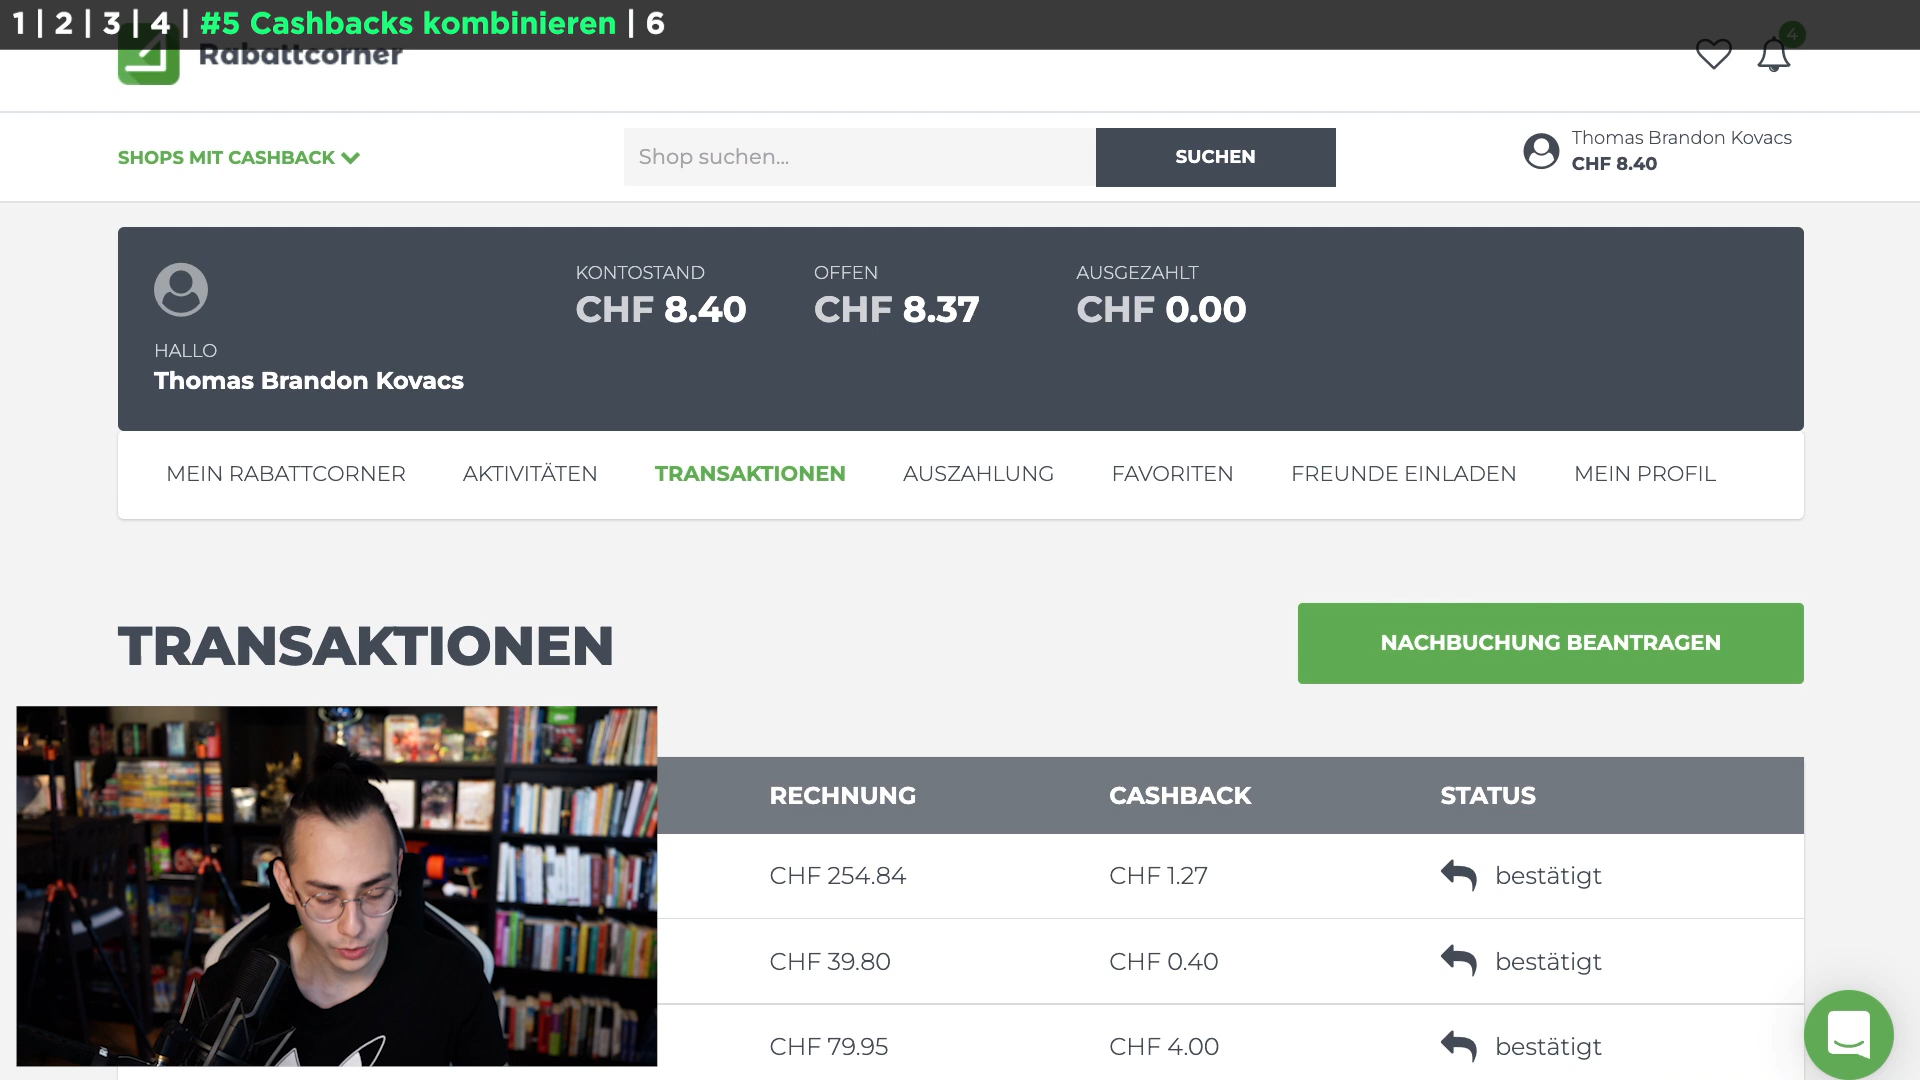 1 | 2 | 3 | 4 | #5 Cashbacks kombinieren | 6
Rabattcorner
4
SHOPS MIT CASHBACK
Shop suchen...
SUCHEN
Thomas Brandon Kovacs
CHF 8.40
KONTOSTAND
CHF 8.40
OFFEN
CHF 8.37
AUSGEZAHLT
CHF 0.00
HALLO
Thomas Brandon Kovacs
MEIN RABATTCORNER
AKTIVITÄTEN
TRANSAKTIONEN
AUSZAHLUNG
FAVORITEN
FREUNDE EINLADEN
MEIN PROFIL
TRANSAKTIONEN
NACHBUCHUNG BEANTRAGEN
RECHNUNG CASHBACK STATUS
CHF 254.84 CHF 1.27 bestätigt
CHF 39.80 CHF 0.40 bestätigt
CHF 79.95 CHF 4.00 bestätigt